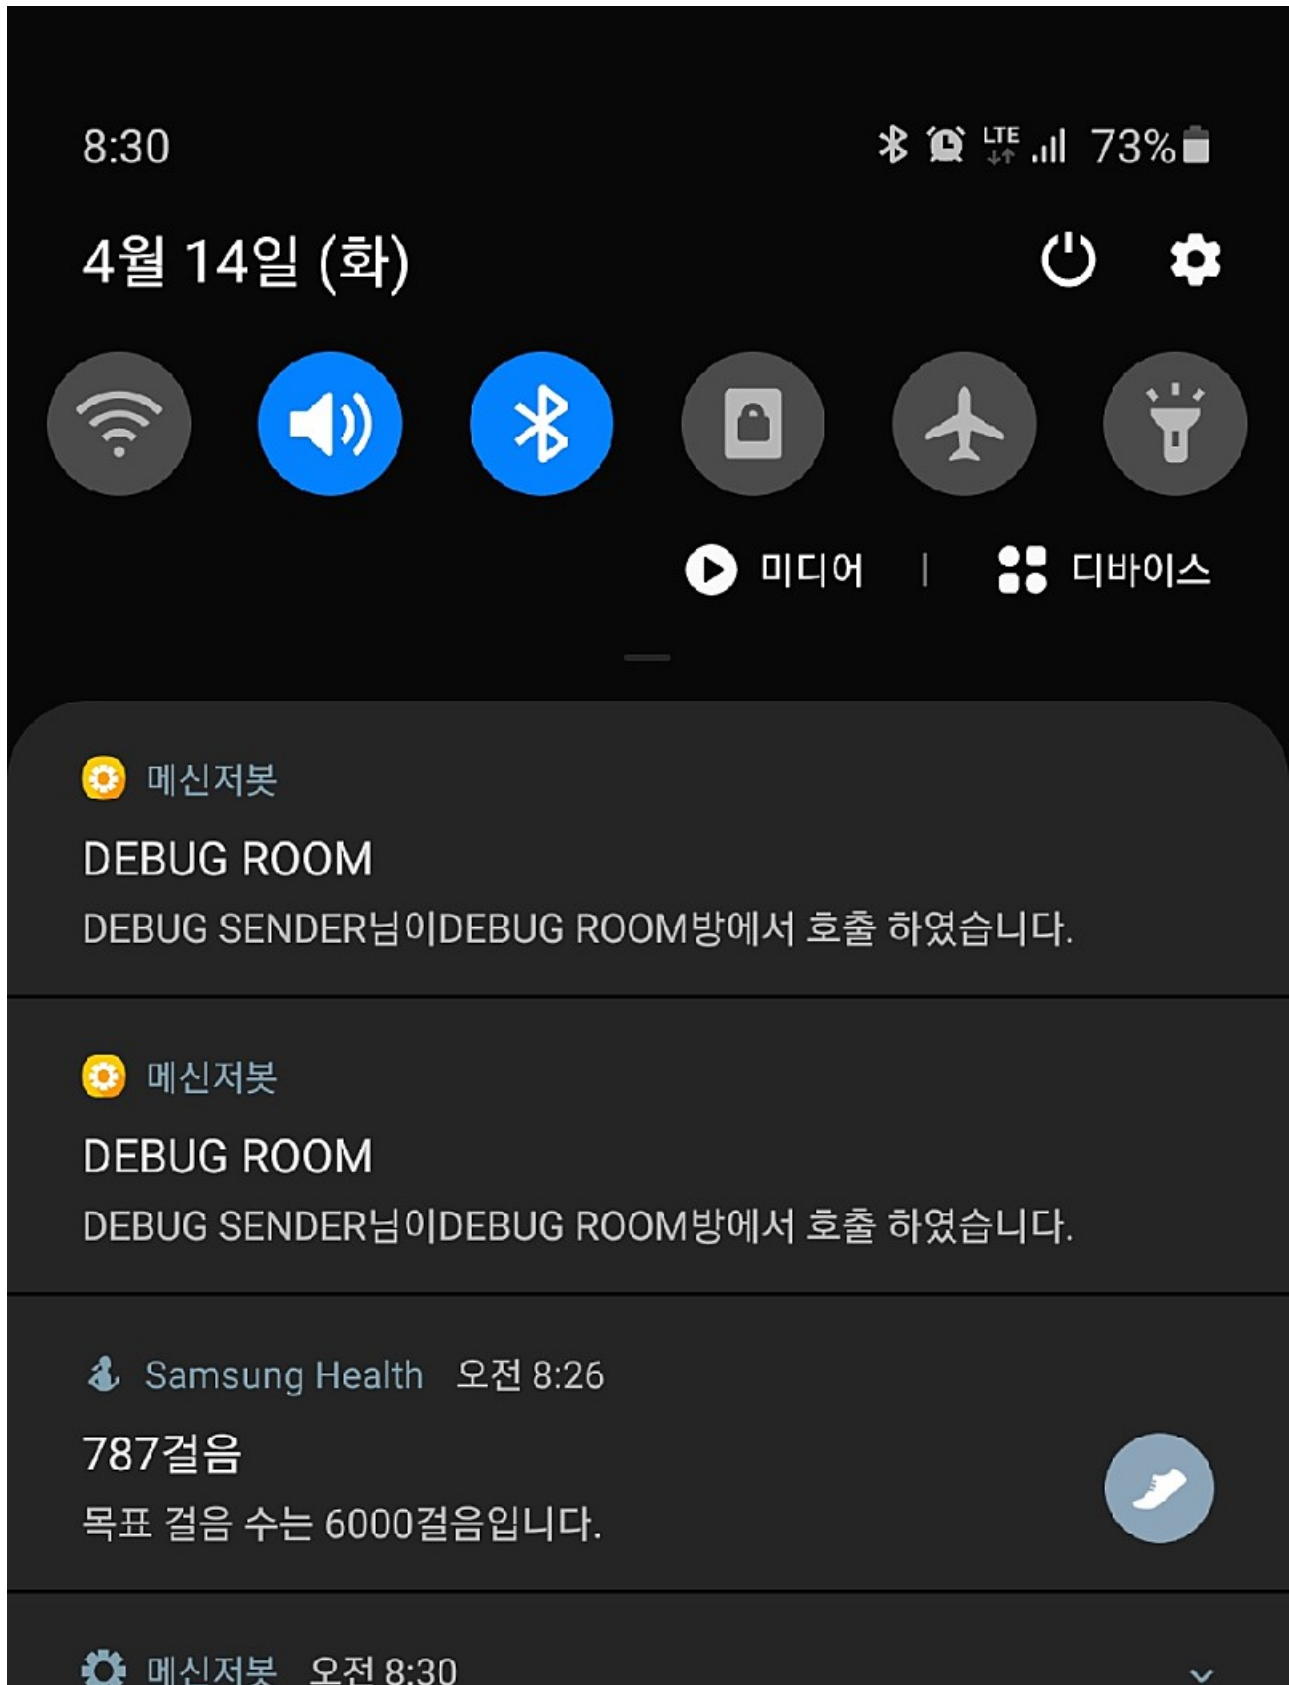 8:30
LTE 73%
4월 14일 (화)
미디어 | 디바이스
메신저봇
DEBUG ROOM
DEBUG SENDER님이DEBUG ROOM방에서 호출 하였습니다.
메신저봇
DEBUG ROOM
DEBUG SENDER님이DEBUG ROOM방에서 호출 하였습니다.
Samsung Health 오전 8:26
787걸음
목표 걸음 수는 6000걸음입니다.
메신저봇 오전 8:30